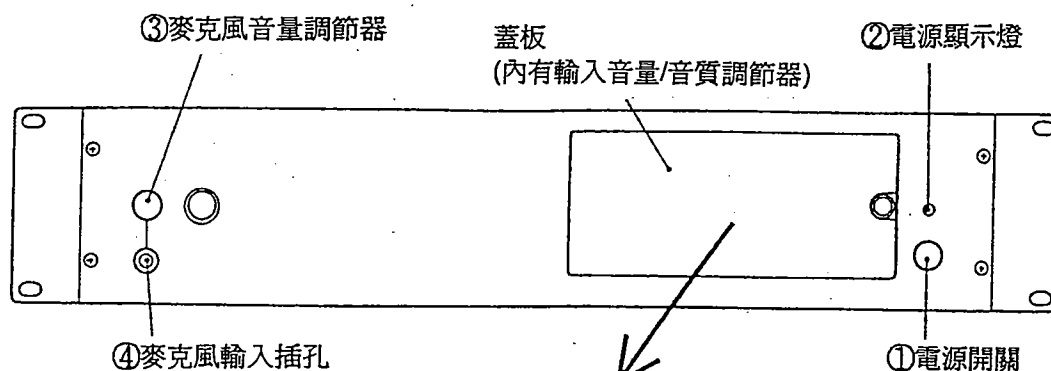 ③麥克風音量調節器
蓋板
(內有輸入音量/音質調節器)
②電源顯示燈
④麥克風輸入插孔
①電源開關